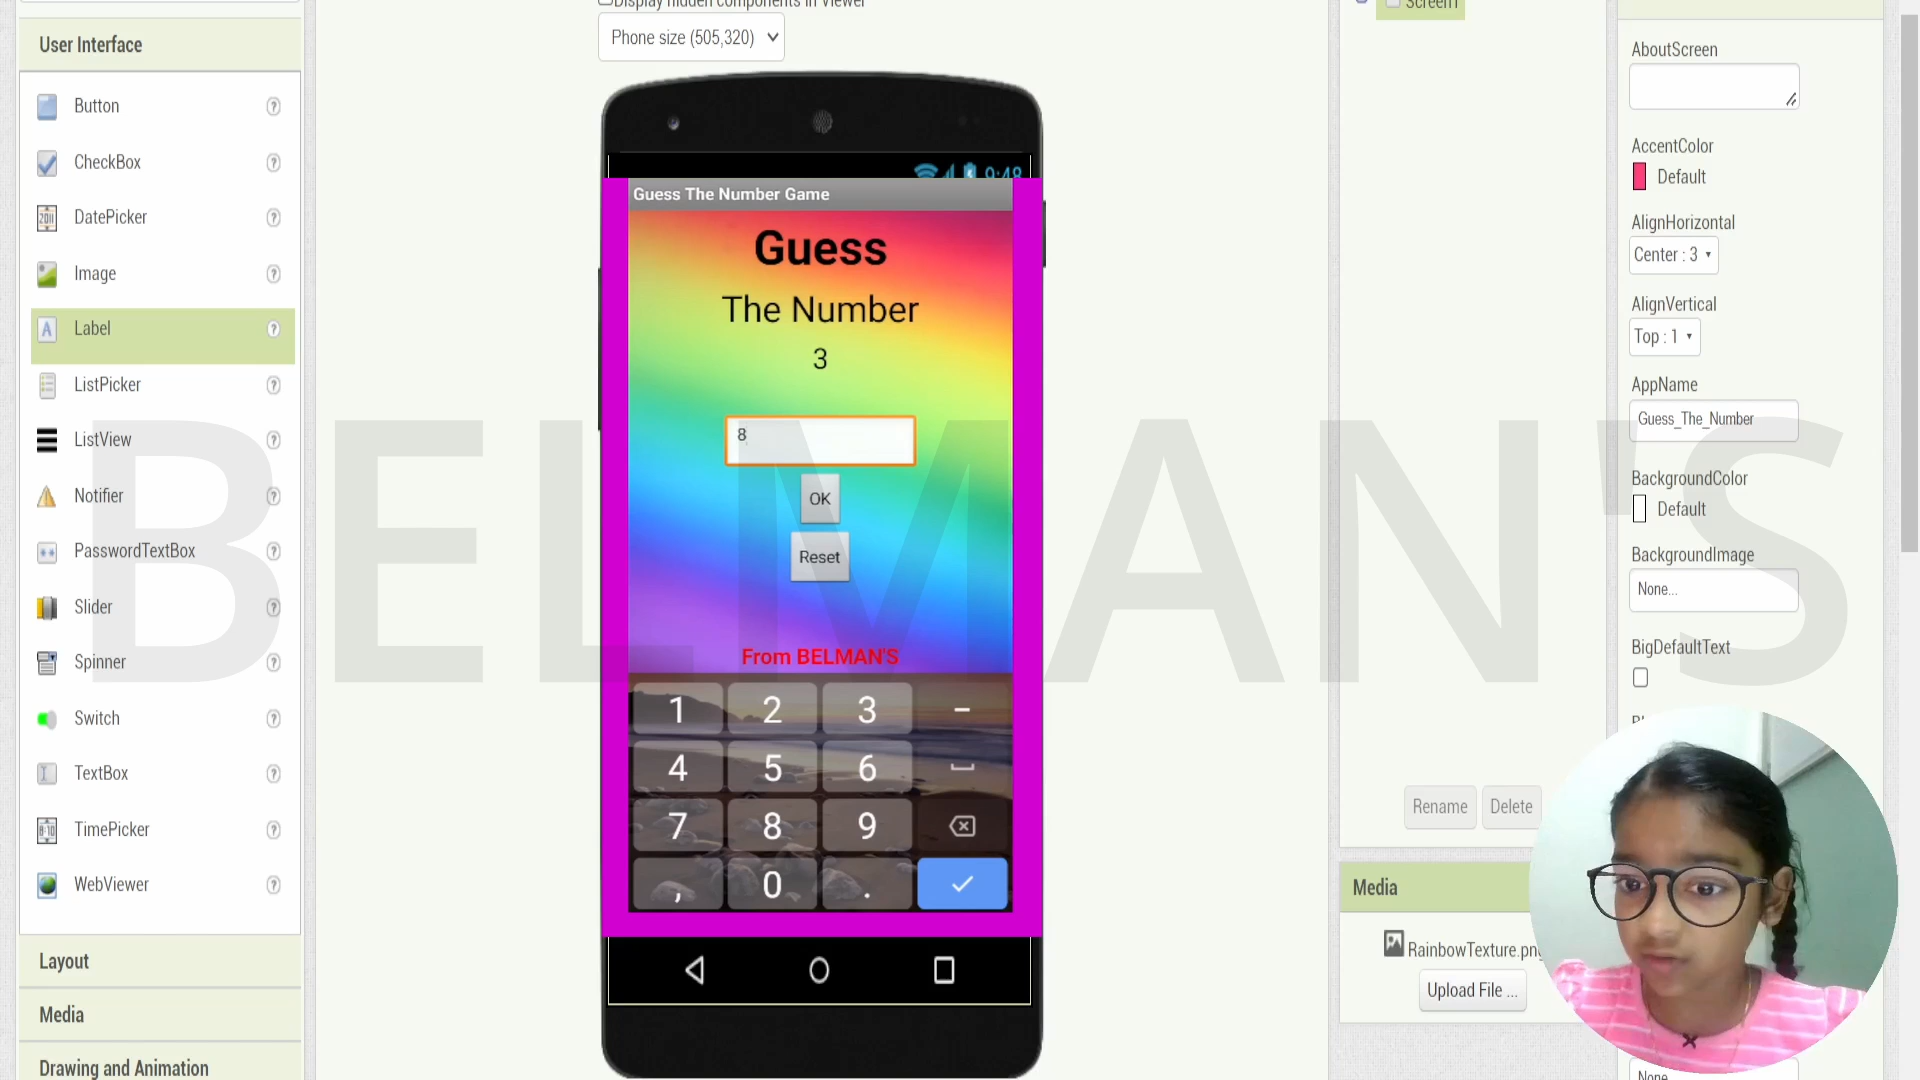 Display hidden components in Viewer
Phone size (505,320)
User Interface
Button ?
CheckBox ?
DatePicker ?
Image ?
Label ?
ListPicker ?
ListView ?
Notifier ?
PasswordTextBox ?
Slider ?
Spinner ?
Switch ?
TextBox ?
TimePicker ?
WebViewer ?
Layout
Media
Drawing and Animation
9:48
Guess The Number Game
Guess
The Number
3
8
OK
Reset
From BELMAN'S
1 2 3 -
4 5 6
7 8 9
, 0 .
BELMAN'S
Screen1
Rename Delete
Media
RainbowTexture.png
Upload File ...
AboutScreen
AccentColor
Default
AlignHorizontal
Center : 3
AlignVertical
Top : 1
AppName
Guess_The_Number
BackgroundColor
Default
BackgroundImage
None...
BigDefaultText
None